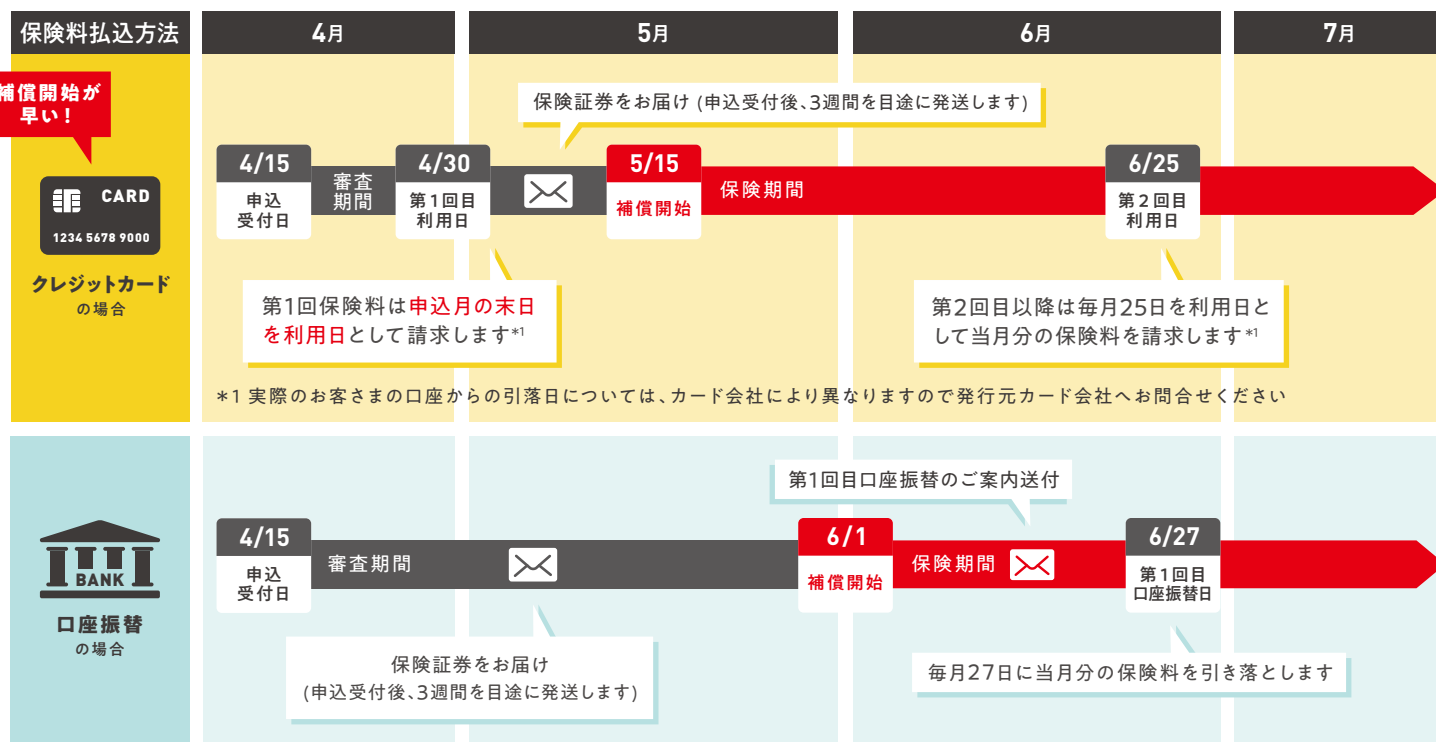 保険料払込方法
4月
5月
6月
7月
補償開始が
早い!
CARD
1234 5678 9000
クレジットカード
の場合
保険証券をお届け (申込受付後、3週間を目途に発送します)
4/15
申込
受付日
審査
期間
4/30
第1回目
利用日
5/15
補償開始
保険期間
6/25
第2回目
利用日
第1回保険料は申込月の末日
を利用日として請求します*1
第2回目以降は毎月25日を利用日と
して当月分の保険料を請求します*1
*1 実際のお客さまの口座からの引落日については、カード会社により異なりますので発行元カード会社へお問合せください
BANK
口座振替
の場合
第1回目口座振替のご案内送付
4/15
申込
受付日
審査期間
6/1
補償開始
保険期間
6/27
第1回目
口座振替日
保険証券をお届け
(申込受付後、3週間を目途に発送します)
毎月27日に当月分の保険料を引き落とします